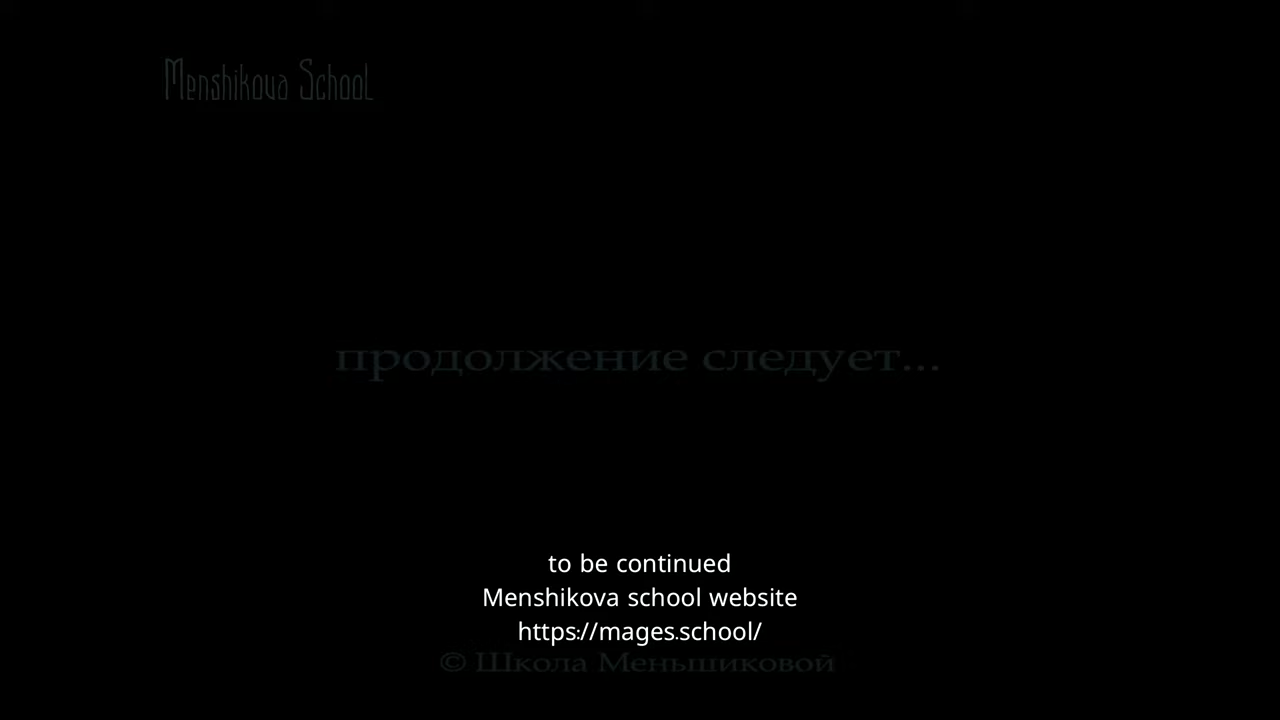 Menshikova School
продолжение следует...
to be continued
Menshikova school website
https://mages.school/
© Школа Меньшиковой